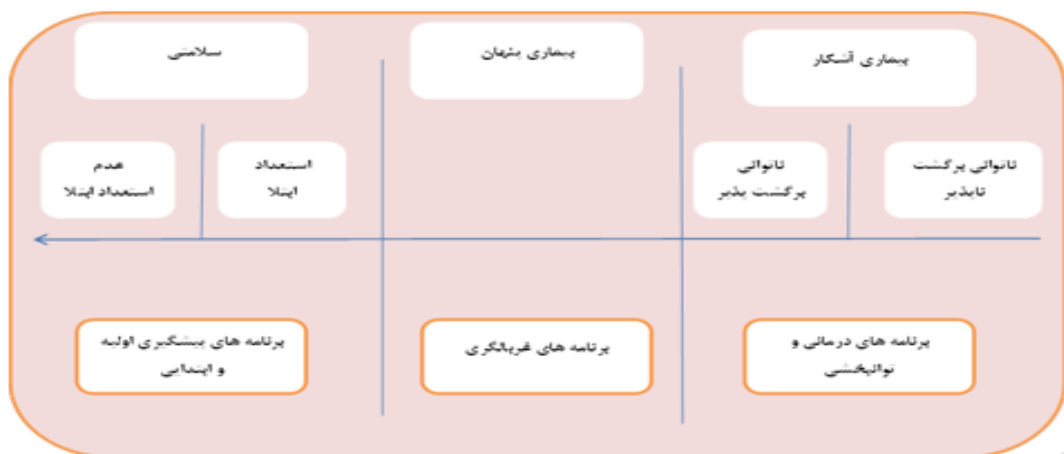 بیماری آشکار
بیماری پنهان
سلامتی
ناتوانی برگشت
ناپذیر
ناتوانی
برگشت پذیر
استعداد
ابتلا
عدم
استعداد ابتلا
برنامه های درمانی و
توانبخشی
برنامه های غربالگری
برنامه های پیشگیری اولیه
و ابتدایی